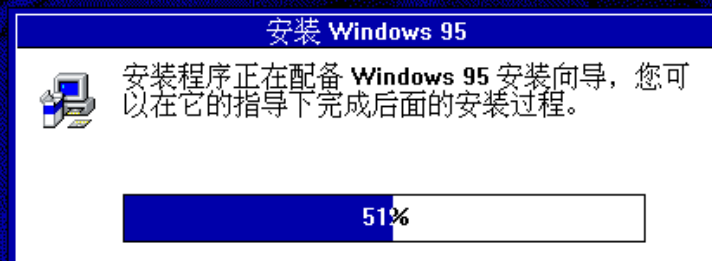 安装 Windows 95
安装程序正在配备 Windows 95 安装向导，您可
以在它的指导下完成后面的安装过程。
51%